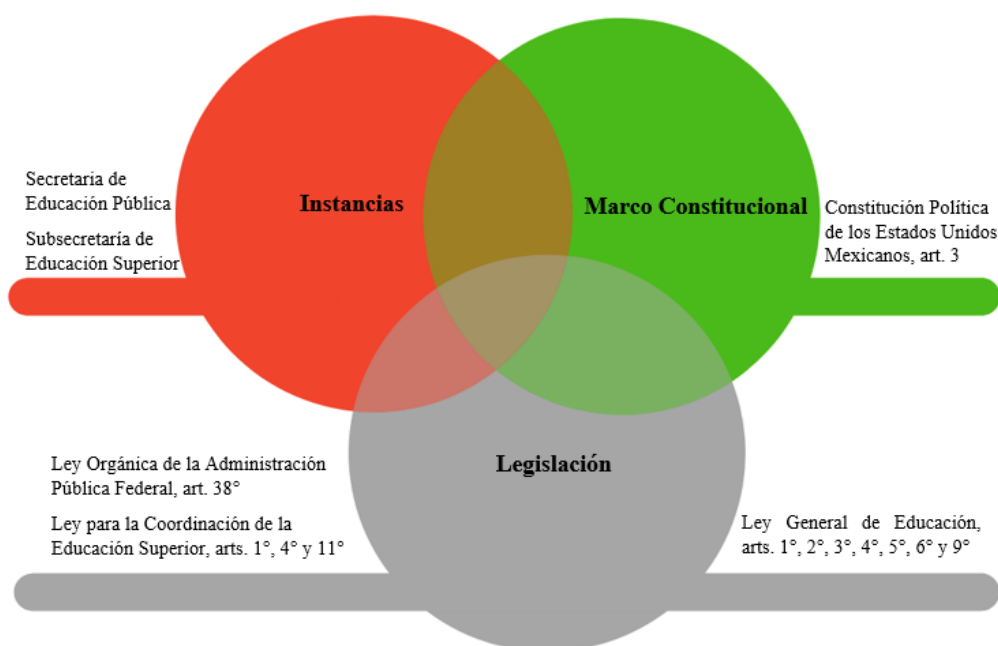 Secretaria de
Educación Pública
Subsecretaría de
Educación Superior
Instancias
Marco Constitucional
Constitución Política
de los Estados Unidos
Mexicanos, art. 3
Legislación
Ley Orgánica de la Administración
Pública Federal, art. 38°
Ley para la Coordinación de la
Educación Superior, arts. 1°, 4° y 11°
Ley General de Educación,
arts. 1°, 2°, 3°, 4°, 5°, 6° y 9°